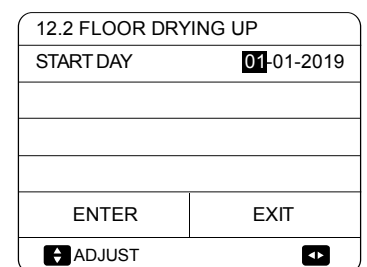 12.2 FLOOR DRYING UP
START DAY 01-01-2019
ENTER EXIT
ADJUST